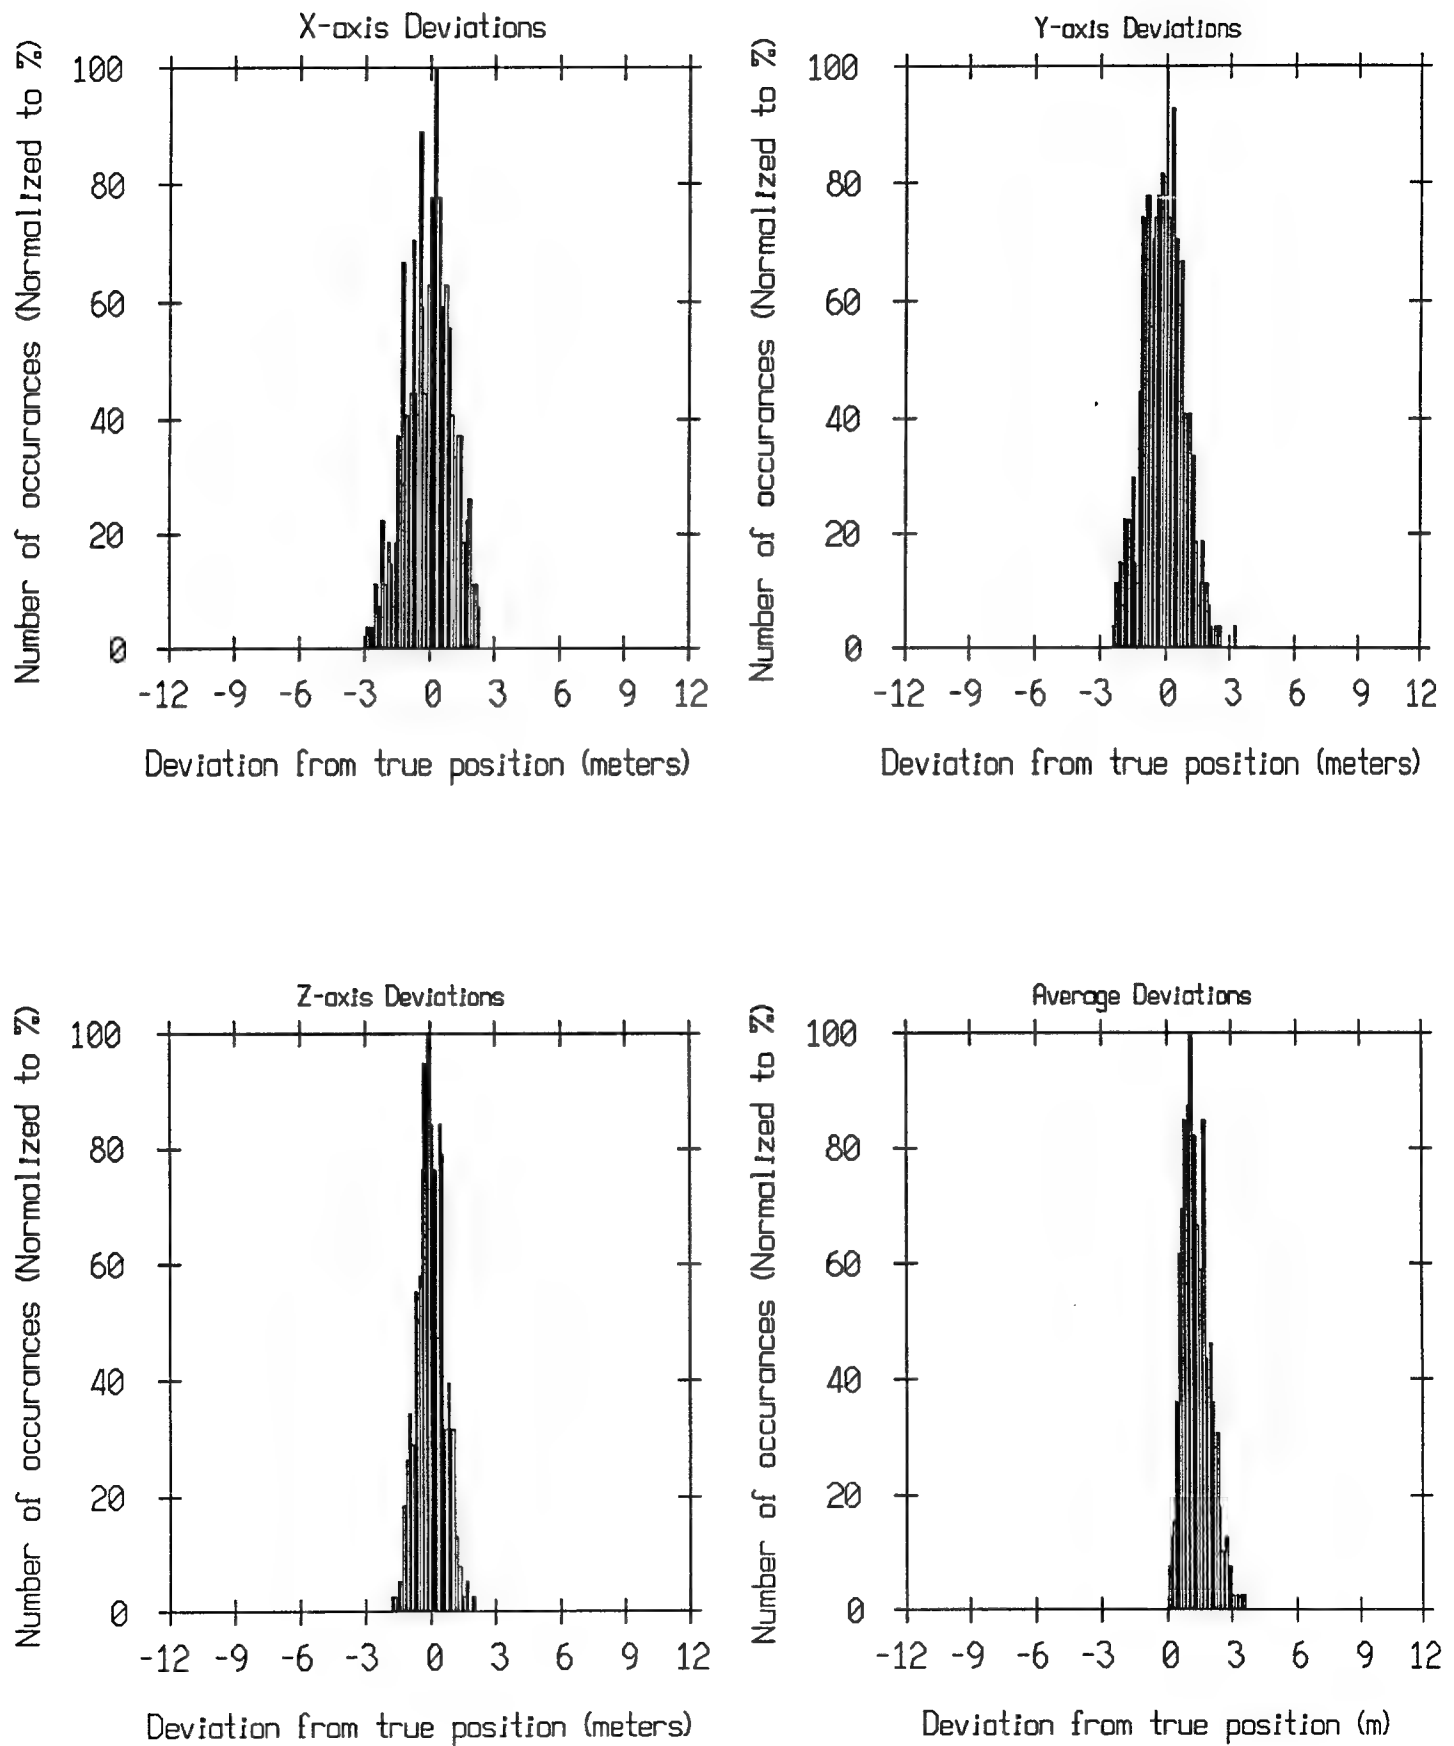 X-axis Deviations
Number of occurances (Normalized to %)
100
80
60
40
20
0
-12 -9 -6 -3 0 3 6 9 12
Deviation from true position (meters)
Y-axis Deviations
Number of occurances (Normalized to %)
100
80
60
40
20
0
-12 -9 -6 -3 0 3 6 9 12
Deviation from true position (meters)
Z-axis Deviations
Number of occurances (Normalized to %)
100
80
60
40
20
0
-12 -9 -6 -3 0 3 6 9 12
Deviation from true position (meters)
Average Deviations
Number of occurances (Normalized to %)
100
80
60
40
20
0
-12 -9 -6 -3 0 3 6 9 12
Deviation from true position (m)